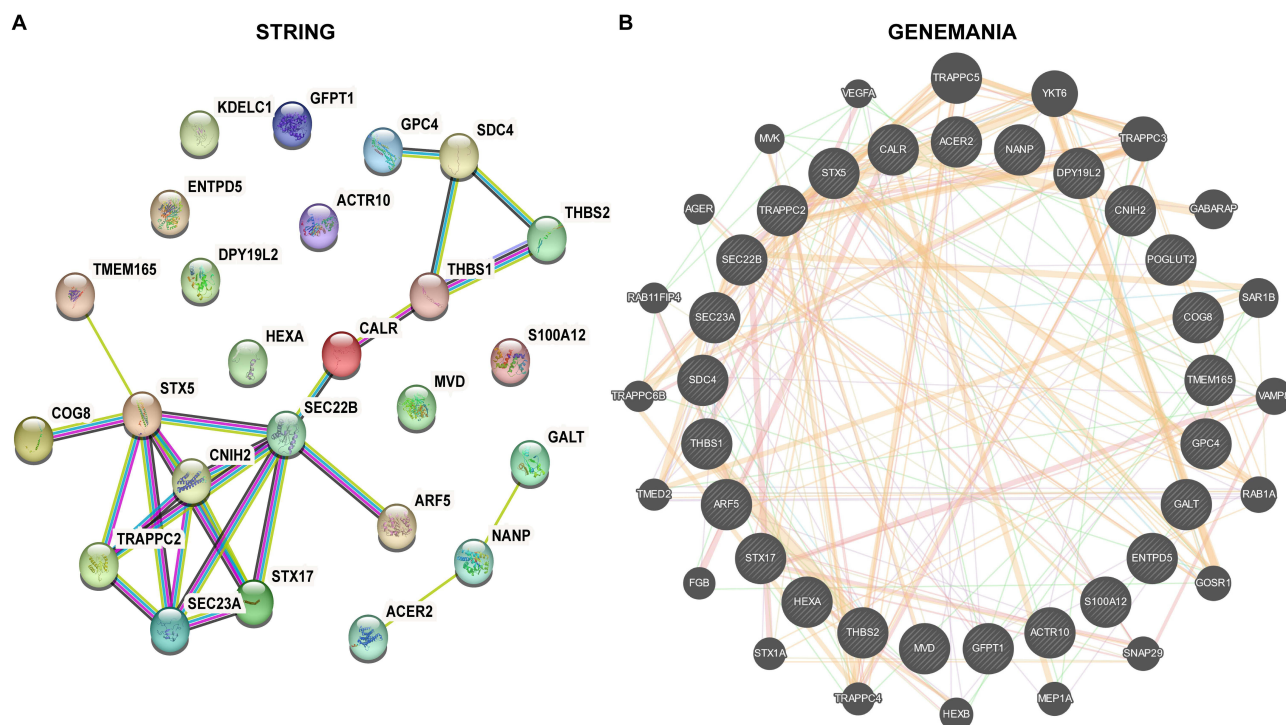 A
STRING
KDELC1
GFPT1
GPC4
SDC4
ENTPD5
ACTR10
THBS2
DPY19L2
TMEM165
THBS1
CALR
S100A12
HEXA
STX5
MVD
SEC22B
COG8
CNIH2
GALT
ARF5
TRAPPC2
NANP
STX17
SEC23A
ACER2
B
GENEMANIA
TRAPPC5
YKT6
VEGFA
TRAPPC3
MVK
ACER2
CALR
NANP
STX5
DPY19L2
AGER
TRAPPC2
CNIH2
GABARAP
SEC22B
POGLUT2
RAB11FIP4
SAR1B
SEC23A
COG8
SDC4
TMEM165
TRAPPC6B
THBS1
GPC4
TMED2
RAB1A
ARF5
GALT
STX17
ENTPD5
FGB
GOSR1
HEXA
S100A12
THBS2
ACTR10
MVD
GFPT1
STX1A
SNAP29
TRAPPC4
MEP1A
HEXB